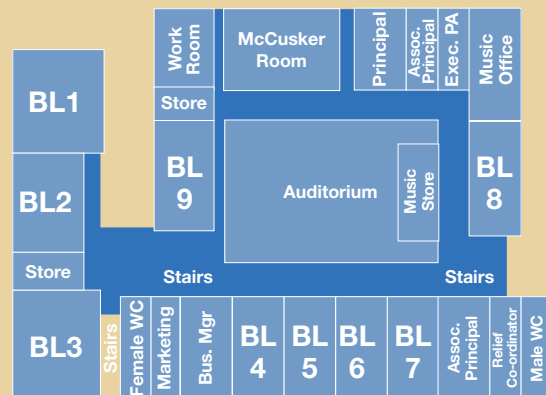 Work
Room
McCusker
Room
Principal
Assoc.
Principal
Exec. PA
Music
Office
BL1
Store
BL
9
Auditorium
Music
Store
BL
8
BL2
Store
Stairs
Stairs
BL3
Stairs
Female WC
Marketing
Bus. Mgr
BL
4
BL
5
BL
6
BL
7
Assoc.
Principal
Relief
Co-ordinator
Male WC